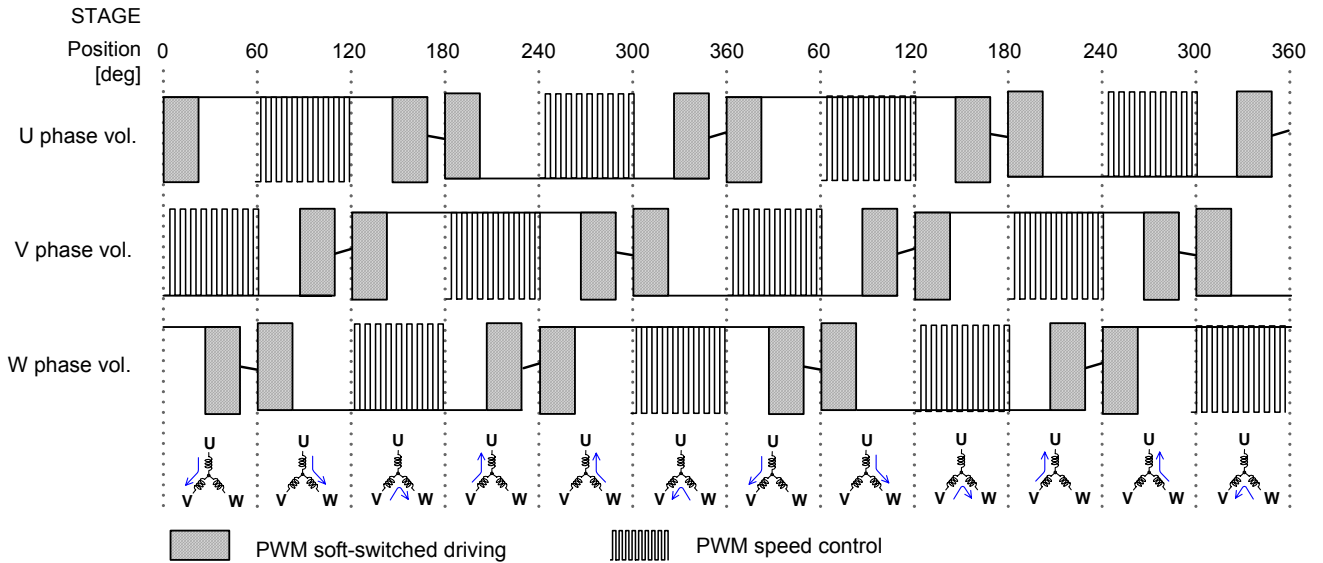 STAGE
Position 0 60 120 180 240 300 360 60 120 180 240 300 360
[deg]
U phase vol.
V phase vol.
W phase vol.
U U U U U U U U U U U U
V W V W V W V W V W V W V W V W V W V W V W V W
PWM soft-switched driving PWM speed control